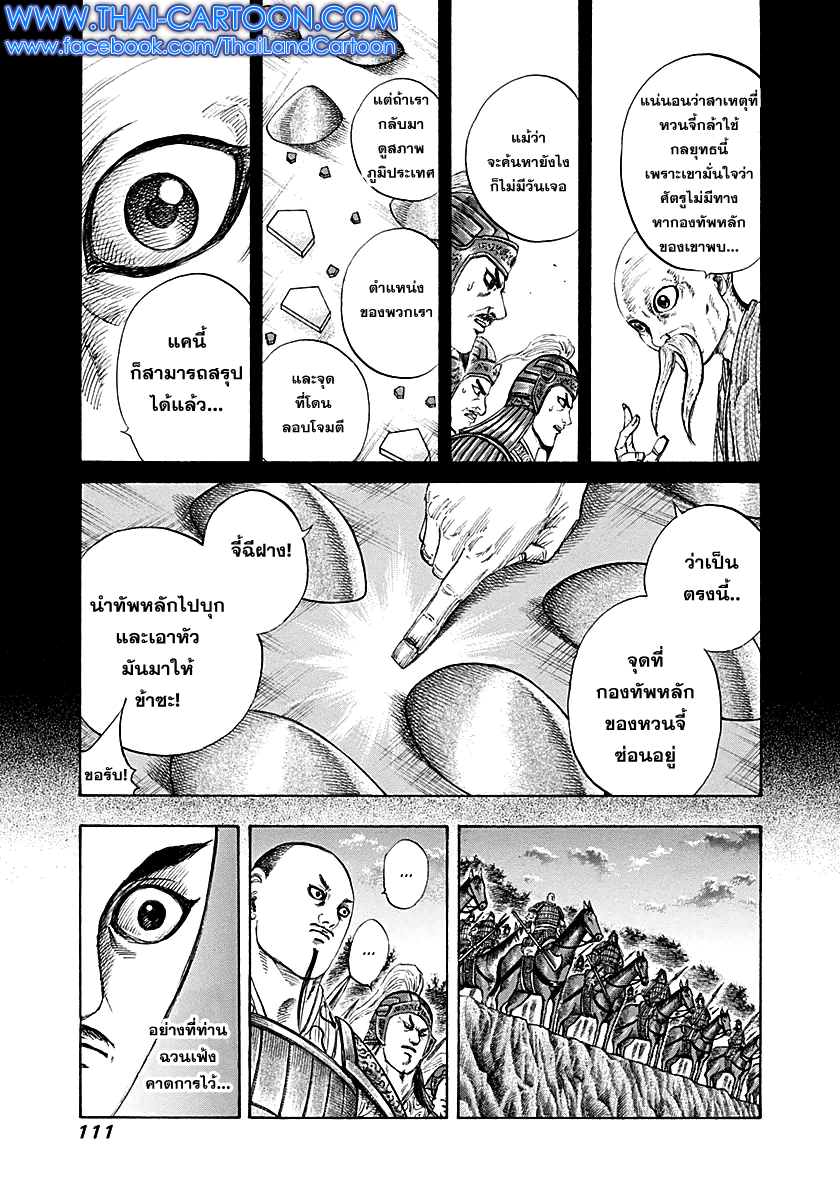 WWW.THAI-CARTOON.COM
www.facebook.com/ThaiLandCartoon
แน่นอนว่าสาเหตุที่
หวนจี้กล้าใช้
กลยุทธนี้
เพราะเขามั่นใจว่า
ศัตรูไม่มีทาง
หากองทัพหลัก
ของเขาพบ...
แม้ว่า
จะค้นหายังไง
ก็ไม่มีวันเจอ
แต่ถ้าเรา
กลับมา
ดูสภาพ
ภูมิประเทศ
ตำแหน่ง
ของพวกเรา
และจุด
ที่โดน
ลอบโจมตี
แค่นี้
ก็สามารถสรุป
ได้แล้ว...
ว่าเป็น
ตรงนี้..
จุดที่
กองทัพหลัก
ของหวนจี้
ซ่อนอยู่
จี้ฉีฝาง!
นำทัพหลักไปบุก
และเอาหัว
มันมาให้
ข้าซะ!
ขอรับ!
...
...
อย่างที่ท่าน
ฉวนเฟ้ง
คาดการไว้...
111